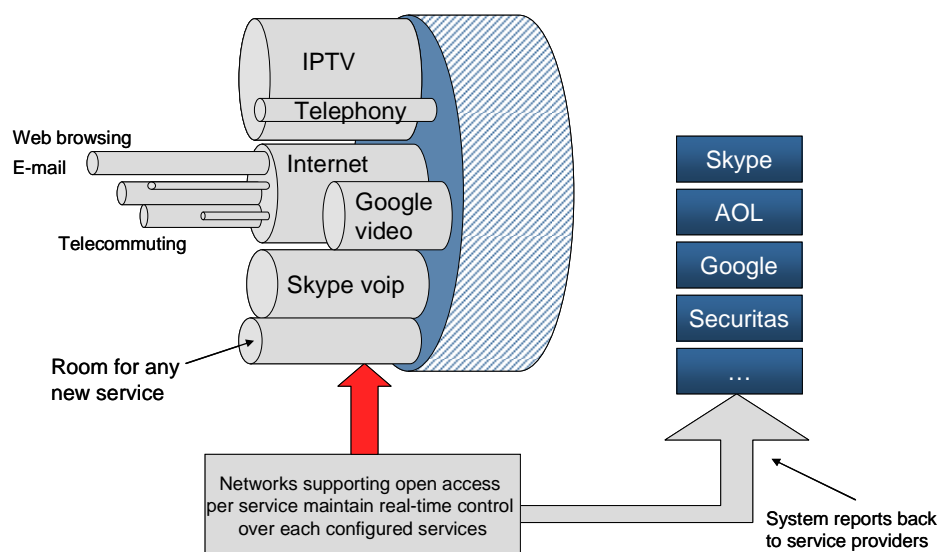 IPTV
Telephony
Web browsing
E-mail
Internet
Google
video
Telecommuting
Skype voip
Room for any
new service
Networks supporting open access
per service maintain real-time control
over each configured services
Skype
AOL
Google
Securitas
…
System reports back
to service providers